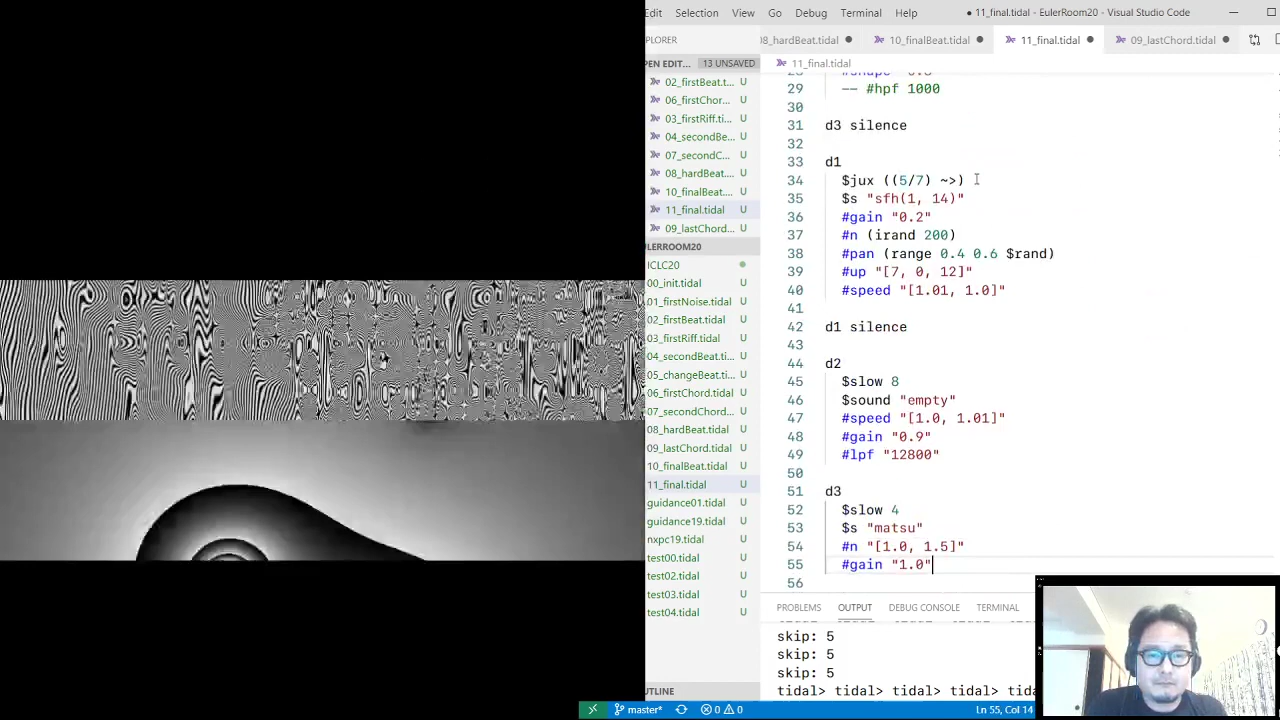 Edit Selection View Go Debug Terminal Help ● 11_final.tidal - EulerRoom20 - Visual Studio Code
PLORER
08_hardBeat.tidal
10_finalBeat.tidal
11_final.tidal
09_lastChord.tidal
PEN EDIT... 13 UNSAVED
11_final.tidal
02_firstBeat.t... U
06_firstChor... U
03_firstRiff.ti... U
04_secondBe... U
07_secondC... U
08_hardBeat... U
10_finalBeat.... U
11_final.tidal U
09_lastChord... U
EULERROOM20
ICLC20
00_init.tidal U
01_firstNoise.tidal U
02_firstBeat.tidal U
03_firstRiff.tidal U
04_secondBeat.ti... U
05_changeBeat.ti... U
06_firstChord.tidal U
07_secondChord... U
08_hardBeat.tidal U
09_lastChord.tidal U
10_finalBeat.tidal U
11_final.tidal U
guidance01.tidal U
guidance19.tidal U
nxpc19.tidal U
test00.tidal U
test02.tidal U
test03.tidal U
test04.tidal U
UTLINE
29 -- #hpf 1000
30
31 d3 silence
32
33 d1
34 $jux ((5/7) ~>)
35 $s "sfh(1, 14)"
36 #gain "0.2"
37 #n (irand 200)
38 #pan (range 0.4 0.6 $rand)
39 #up "[7, 0, 12]"
40 #speed "[1.01, 1.0]"
41
42 d1 silence
43
44 d2
45 $slow 8
46 $sound "empty"
47 #speed "[1.0, 1.01]"
48 #gain "0.9"
49 #lpf "12800"
50
51 d3
52 $slow 4
53 $s "matsu"
54 #n "[1.0, 1.5]"
55 #gain "1.0"
56
PROBLEMS OUTPUT DEBUG CONSOLE TERMINAL
skip: 5
skip: 5
skip: 5
tidal> tidal> tidal> tidal> tida
master* 0 0 Ln 55, Col 14